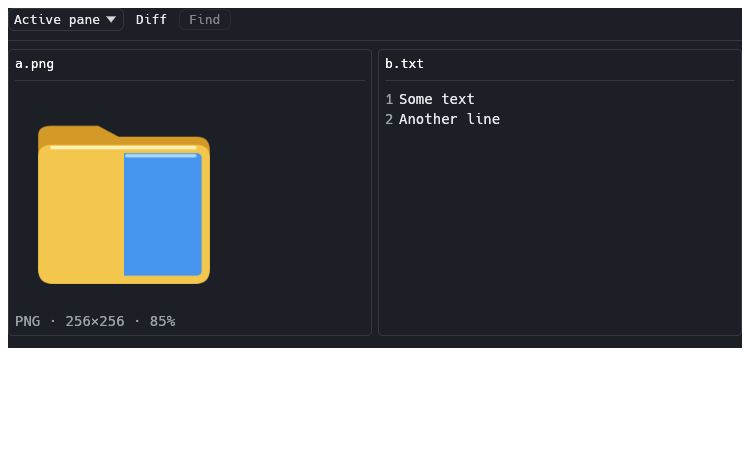 Active pane Diff Find
a.png
PNG · 256×256 · 85%
b.txt
1 Some text
2 Another line